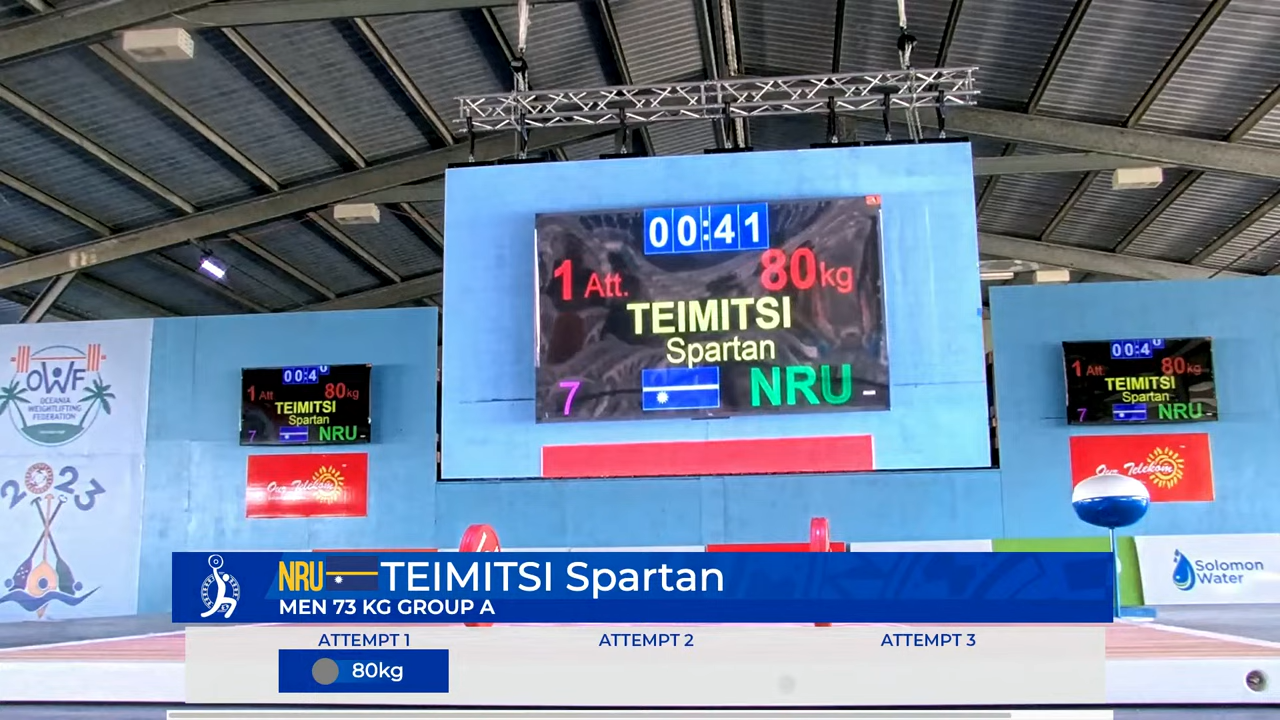 00:41
1 Att. 80kg
TEIMITSI
Spartan
7 NRU
OWF
OCEANIA
WEIGHTLIFTING
FEDERATION
2023
00:4
1 Att 80kg
TEIMITSI
Spartan
7 NRU
Our Telekom
00:4
1 Att 80kg
TEIMITSI
Spartan
7 NRU
Our Telekom
Solomon
Water
NRU TEIMITSI Spartan
MEN 73 KG GROUP A
ATTEMPT 1 ATTEMPT 2 ATTEMPT 3
80kg